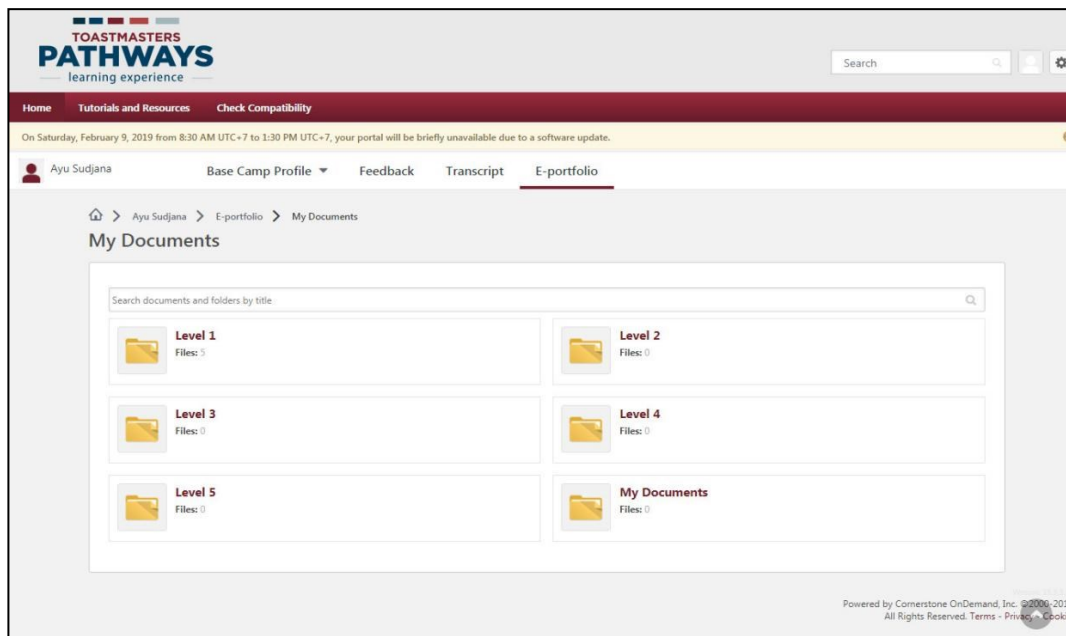 TOASTMASTERS
PATHWAYS
learning experience
Search
Home Tutorials and Resources Check Compatibility
On Saturday, February 9, 2019 from 8:30 AM UTC+7 to 1:30 PM UTC+7, your portal will be briefly unavailable due to a software update.
Ayu Sudjana Base Camp Profile Feedback Transcript E-portfolio
Ayu Sudjana E-portfolio My Documents
My Documents
Search documents and folders by title
Level 1
Files: 5
Level 2
Files: 0
Level 3
Files: 0
Level 4
Files: 0
Level 5
Files: 0
My Documents
Files: 0
Powered by Cornerstone OnDemand, Inc. ©2000-201
All Rights Reserved. Terms - Privacy - Cooki